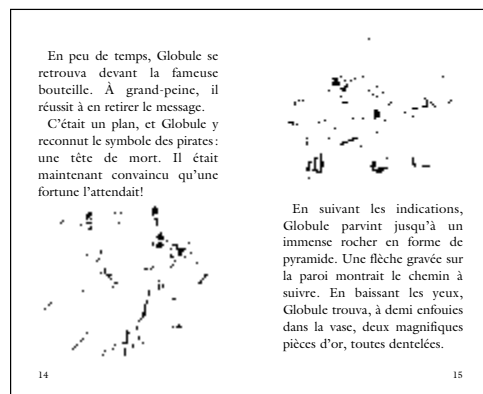 En peu de temps, Globule se
retrouva devant la fameuse
bouteille. À grand-peine, il
réussit à en retirer le message.
C'était un plan, et Globule y
reconnut le symbole des pirates :
une tête de mort. Il était
maintenant convaincu qu'une
fortune l'attendait!
14
En suivant les indications,
Globule parvint jusqu'à un
immense rocher en forme de
pyramide. Une flèche gravée sur
la paroi montrait le chemin à
suivre. En baissant les yeux,
Globule trouva, à demi enfouies
dans la vase, deux magnifiques
pièces d'or, toutes dentelées.
15